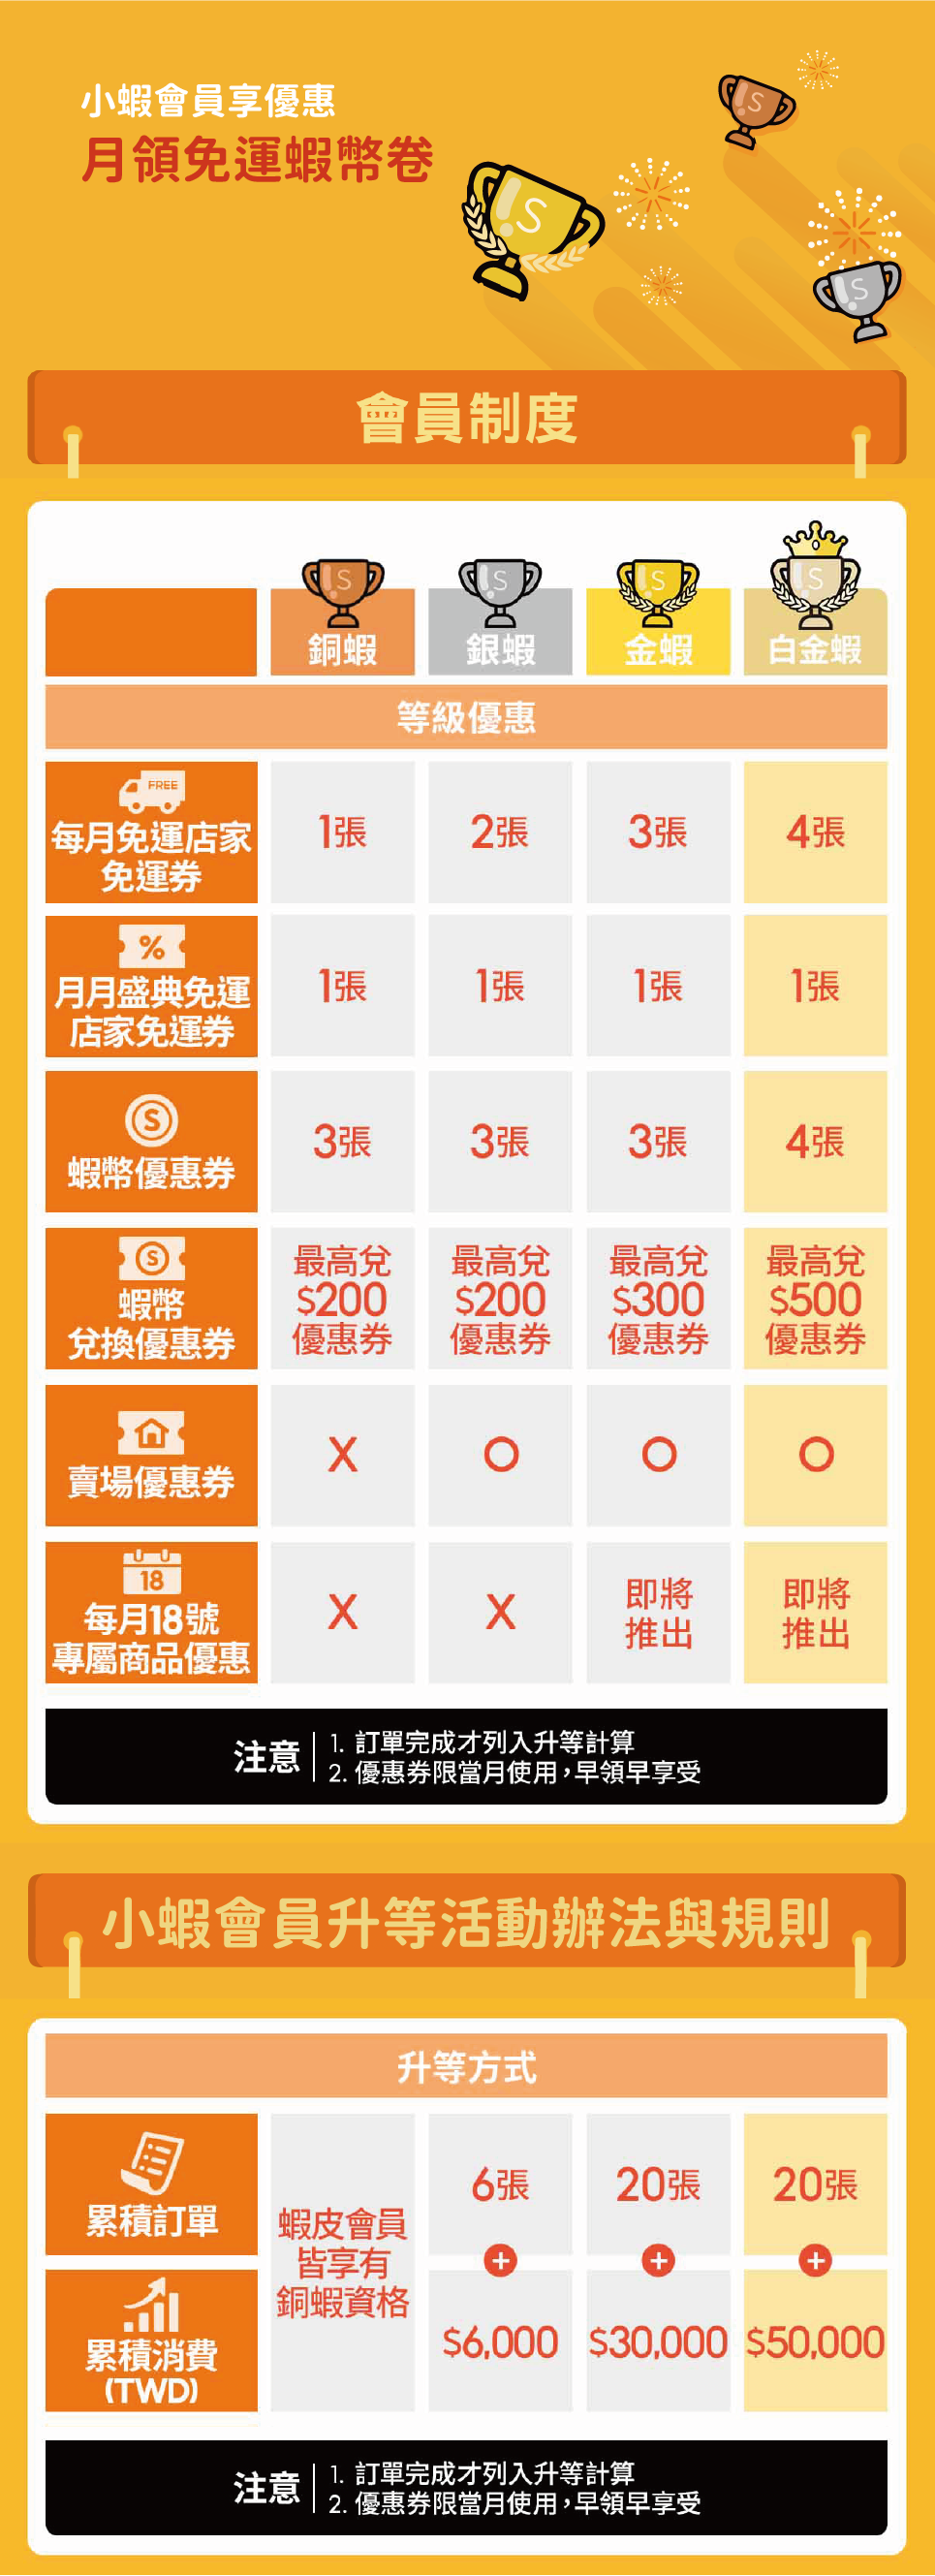 小蝦會員享優惠
月領免運蝦幣卷
S
S
S
會員制度
S
S
S
S
銅蝦
銀蝦
金蝦
白金蝦
等級優惠
FREE
每月免運店家
免運券
1張
2張
3張
4張
%
月月盛典免運
店家免運券
1張
1張
1張
1張
S
蝦幣優惠券
3張
3張
3張
4張
S
蝦幣
兌換優惠券
最高兌
$200
優惠券
最高兌
$200
優惠券
最高兌
$300
優惠券
最高兌
$500
優惠券
賣場優惠券
X
O
O
O
18
每月18號
專屬商品優惠
X
X
即將
推出
即將
推出
注意
1. 訂單完成才列入升等計算
2. 優惠券限當月使用,早領早享受
小蝦會員升等活動辦法與規則
升等方式
累積訂單
蝦皮會員
皆享有
銅蝦資格
6張
20張
20張
+
+
+
累積消費
(TWD)
$6,000
$30,000
$50,000
注意
1. 訂單完成才列入升等計算
2. 優惠券限當月使用,早領早享受